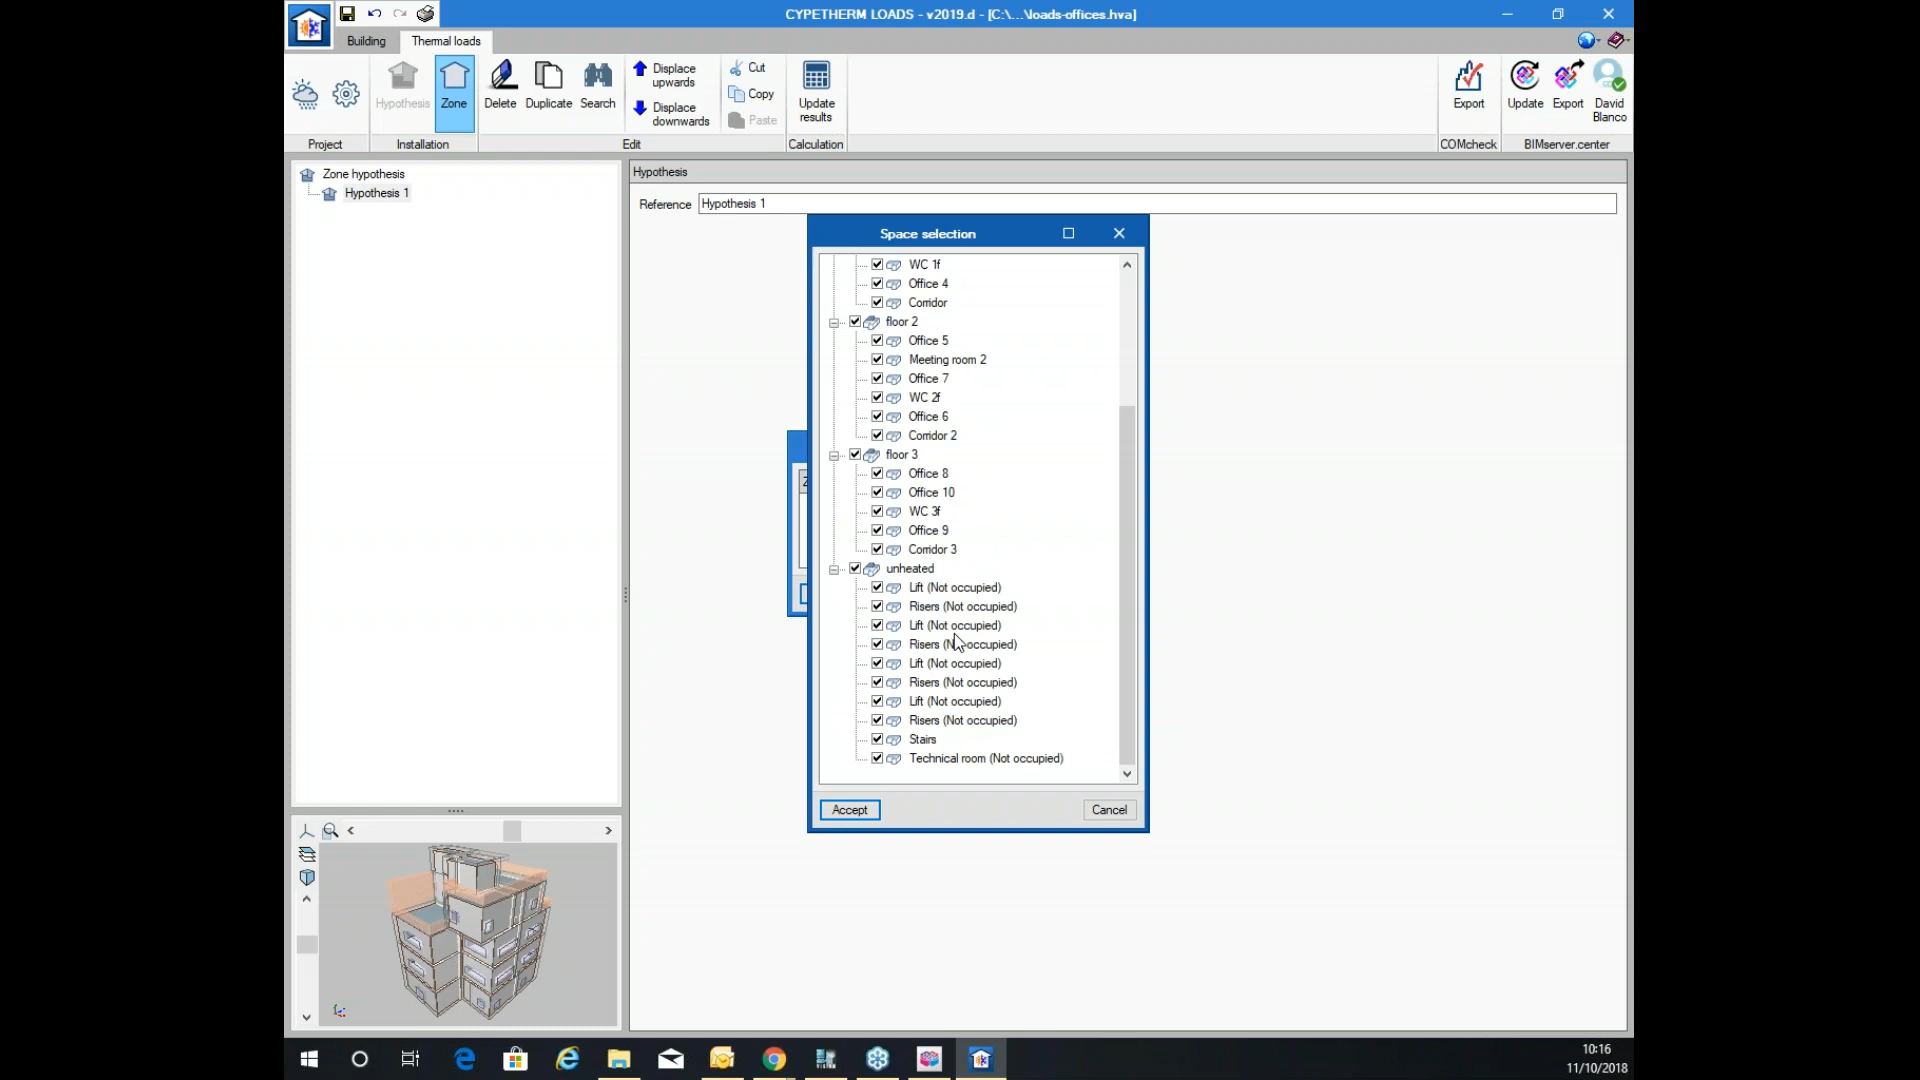 CYPETHERM LOADS - v2019.d - [C:\...\loads-offices.hva]
Building
Thermal loads
Hypothesis
Zone
Delete
Duplicate
Search
Displace
upwards
Displace
downwards
Cut
Copy
Paste
Update
results
Export
Update
Export
David
Blanco
Project
Installation
Edit
Calculation
COMcheck
BIMserver.center
Zone hypothesis
Hypothesis 1
Hypothesis
Reference
Hypothesis 1
Space selection
WC 1f
Office 4
Corridor
floor 2
Office 5
Meeting room 2
Office 7
WC 2f
Office 6
Corridor 2
floor 3
Office 8
Office 10
WC 3f
Office 9
Corridor 3
unheated
Lift (Not occupied)
Risers (Not occupied)
Lift (Not occupied)
Risers (Not occupied)
Lift (Not occupied)
Risers (Not occupied)
Lift (Not occupied)
Risers (Not occupied)
Stairs
Technical room (Not occupied)
Accept
Cancel
10:16
11/10/2018